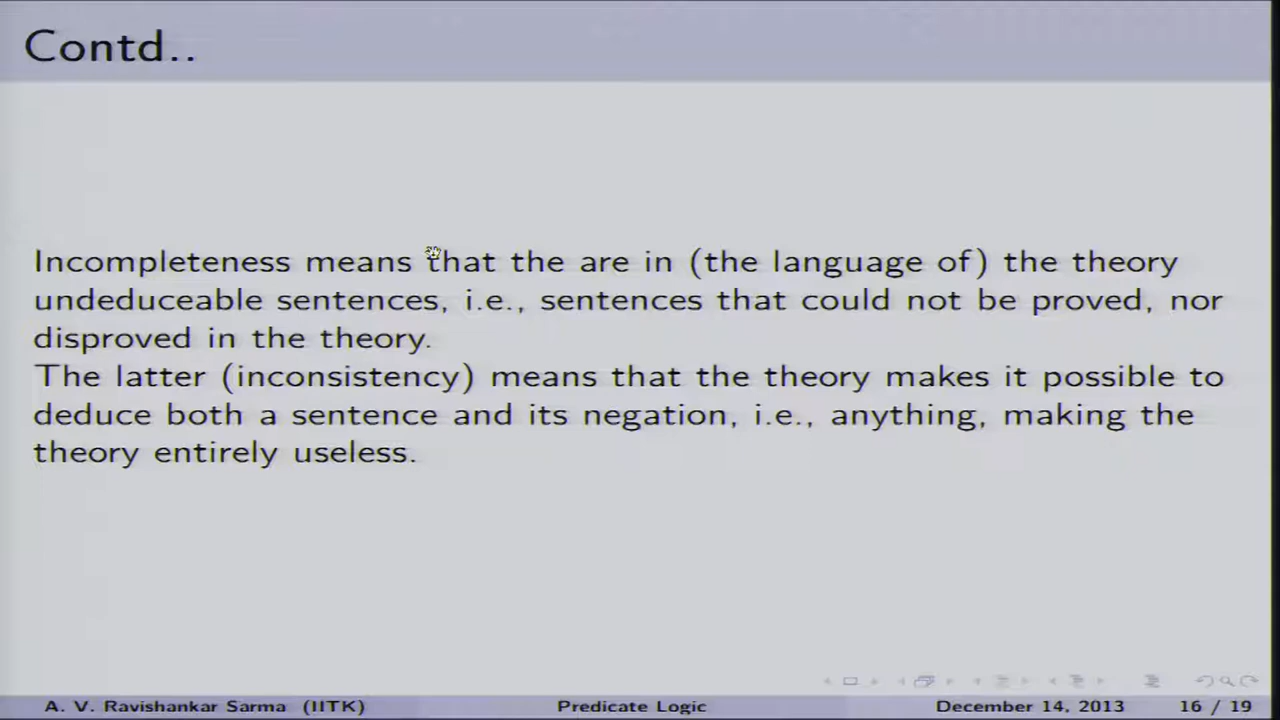 Contd..
Incompleteness means that the are in (the language of) the theory
undeduceable sentences, i.e., sentences that could not be proved, nor
disproved in the theory.
The latter (inconsistency) means that the theory makes it possible to
deduce both a sentence and its negation, i.e., anything, making the
theory entirely useless.
A. V. Ravishankar Sarma (IITK) Predicate Logic December 14, 2013 16 / 19